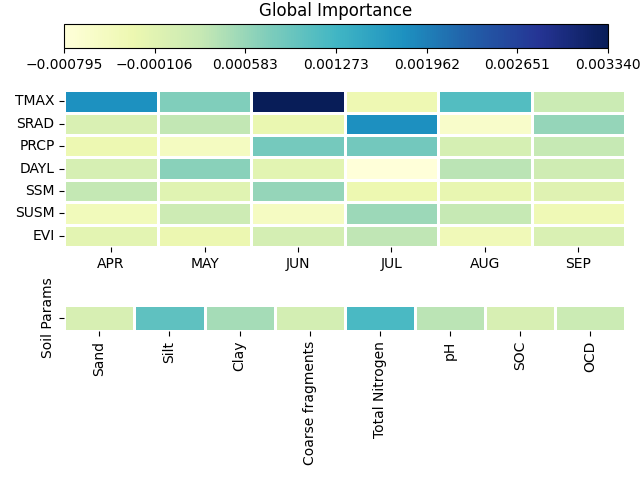 Global Importance
−0.000795 −0.000106 0.000583 0.001273 0.001962 0.002651 0.003340
TMAX
SRAD
PRCP
DAYL
SSM
SUSM
EVI
APR MAY JUN JUL AUG SEP
Soil Params
Sand Silt Clay Coarse fragments Total Nitrogen pH SOC OCD